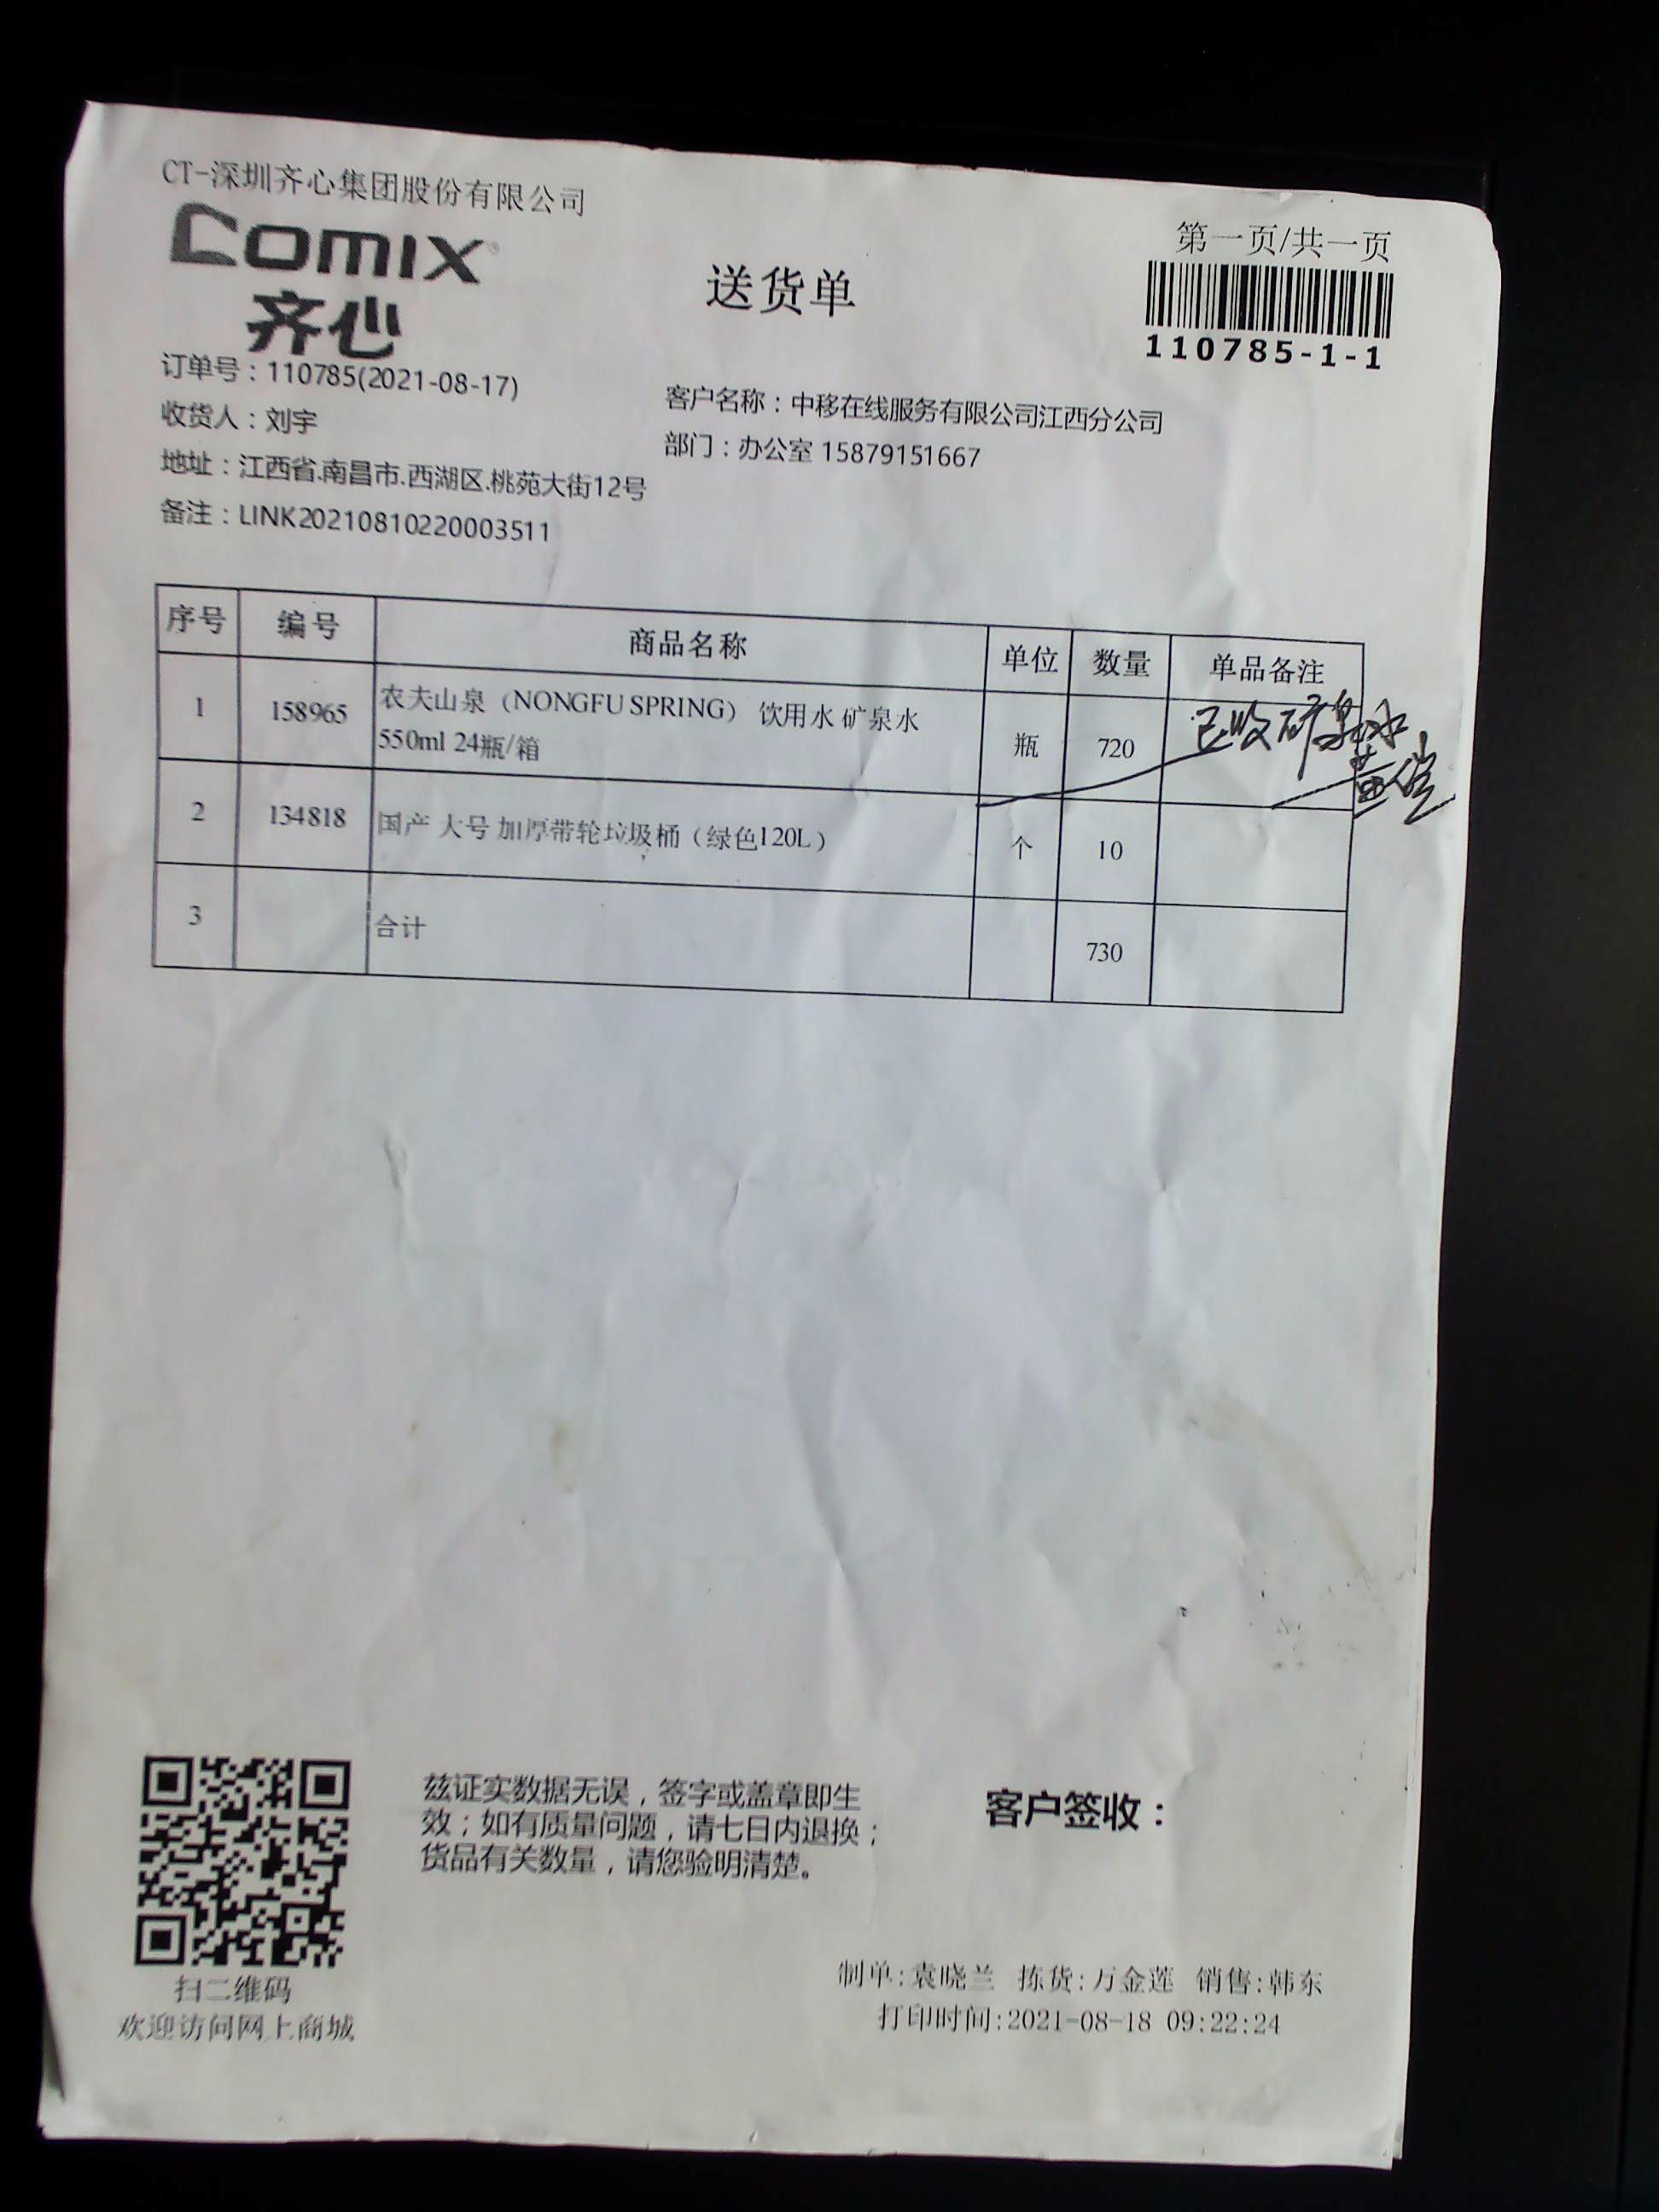 CT-深圳齐心集团股份有限公司
COMIX
齐心
送货单
第一页/共一页
110785-1-1
订单号：110785(2021-08-17)
收货人：刘宇
客户名称：中移在线服务有限公司江西分公司
部门：办公室 15879151667
地址：江西省.南昌市.西湖区.桃苑大街12号
备注：LINK20210810220003511
序号 编号 商品名称 单位 数量 单品备注
1 158965 农夫山泉（NONGFU SPRING） 饮用水 矿泉水 550ml 24瓶/箱 瓶 720 已收矿泉水
2 134818 国产 大号 加厚带轮垃圾桶（绿色120L） 个 10
3 合计 730
兹证实数据无误，签字或盖章即生
效；如有质量问题，请七日内退换；
货品有关数量，请您验明清楚。
客户签收：
扫二维码
欢迎访问网上商城
制单:袁晓兰 拣货:万金莲 销售:韩东
打印时间:2021-08-18 09:22:24